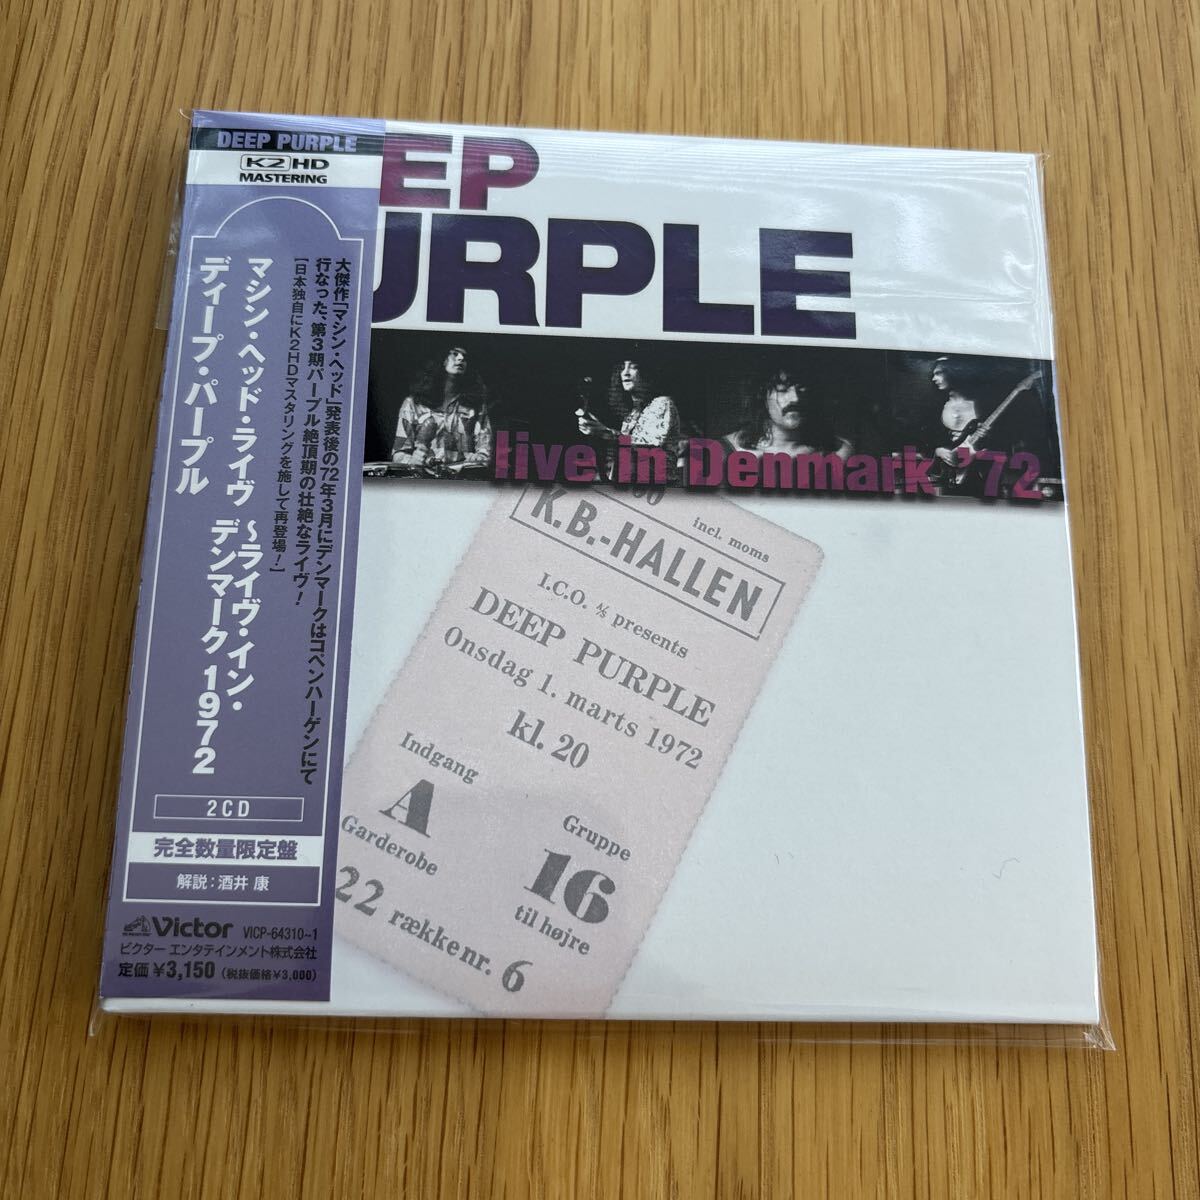 DEEP PURPLE
K2 HD
MASTERING
大傑作「マシン・ヘッド」発表後の72年3月にデンマークはコペンハーゲンにて
行なった、第3期パープル絶頂期の壮絶なライヴ!
[日本独自にK2HDマスタリングを施して再登場!]
マシン・ヘッド・ライヴ ~ライヴ・イン・
デンマーク 1972
ディープ・パープル
2CD
完全数量限定盤
解説:酒井 康
Victor VICP-64310~1
ビクター エンタテインメント株式会社
定価 ¥3,150 (税抜価格¥3,000)
EP
URPLE
live in Denmark '72
00 incl. moms
K.B.-HALLEN
I.C.O. A/S presents
DEEP PURPLE
Onsdag 1. marts 1972
kl. 20
Indgang
A
Gruppe
16
Garderobe
til højre
22 række nr. 6